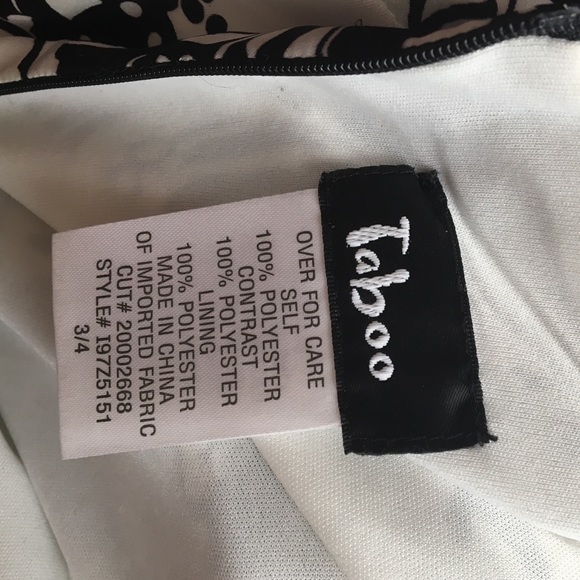 Taboo
OVER FOR CARE
SELF
100% POLYESTER
CONTRAST
100% POLYESTER
LINING
100% POLYESTER
MADE IN CHINA
OF IMPORTED FABRIC
CUT# 20002668
STYLE# I97Z5151
3/4